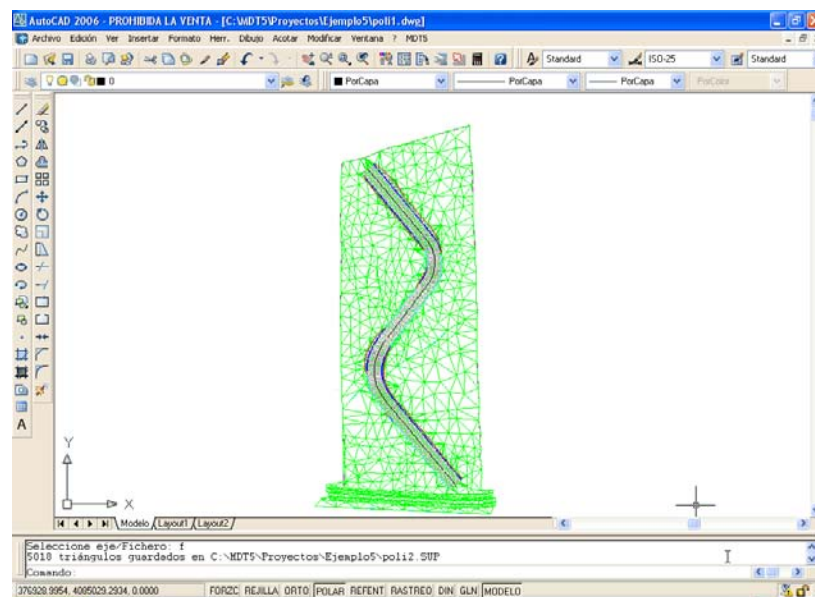 AutoCAD 2006 - PROHIBIDA LA VENTA - [C:\MDT5\Proyectos\Ejemplo5\poli1.dwg]
Archivo Edición Ver Insertar Formato Herr. Dibujo Acotar Modificar Ventana ? MDT5
Standard ISO-25 Standard
0 PorCapa PorCapa PorCapa PorColor
A
Y
X
Modelo Layout1 Layout2
Seleccione eje/Fichero: f
5018 triángulos guardados en C:\MDT5\Proyectos\Ejemplo5\poli2.SUP
Comando:
376928.9954, 4085029.2934, 0.0000 FORZC REJILLA ORTO POLAR REFENT RASTREO DIN GLN MODELO